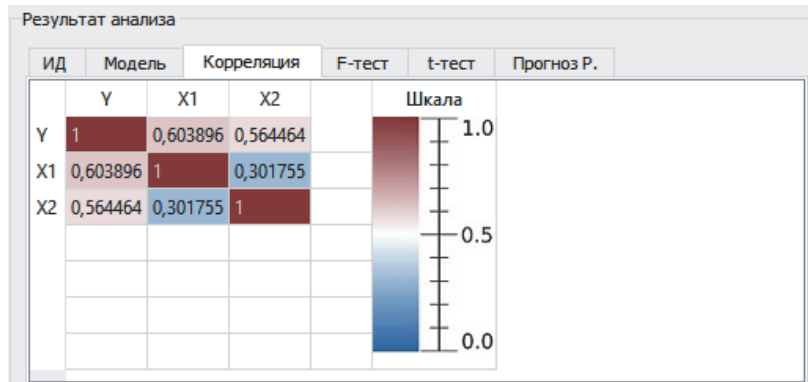 Результат анализа
ИД Модель Корреляция F-тест t-тест Прогноз Р.
Y X1 X2 Шкала
Y 1 0,603896 0,564464 1.0
X1 0,603896 1 0,301755
X2 0,564464 0,301755 1
0.5
0.0